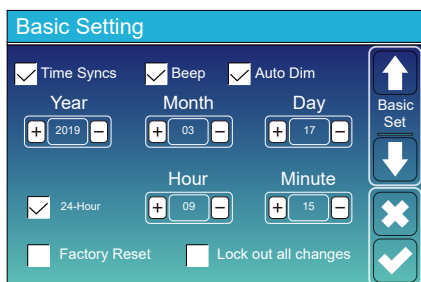 Basic Setting
Time Syncs Beep Auto Dim
Year Month Day
+ 2019 - + 03 - + 17 -
Basic
Set
Hour Minute
24-Hour + 09 - + 15 -
Factory Reset Lock out all changes